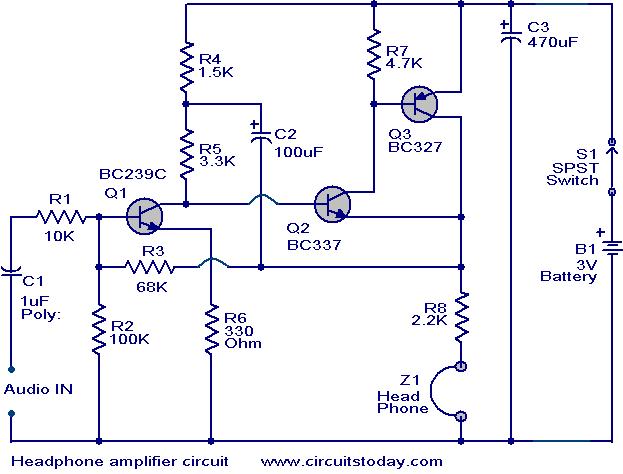 R4
1.5K
R7
4.7K
C3
470uF
+
+
C2
100uF
R5
3.3K
Q3
BC327
S1
SPST
Switch
BC239C
Q1
R1
10K
Q2
BC337
+
B1
3V
Battery
R3
68K
C1
1uF
Poly:
R2
100K
R6
330
Ohm
R8
2.2K
Z1
Head
Phone
Audio IN
Headphone amplifier circuit www.circuitstoday.com